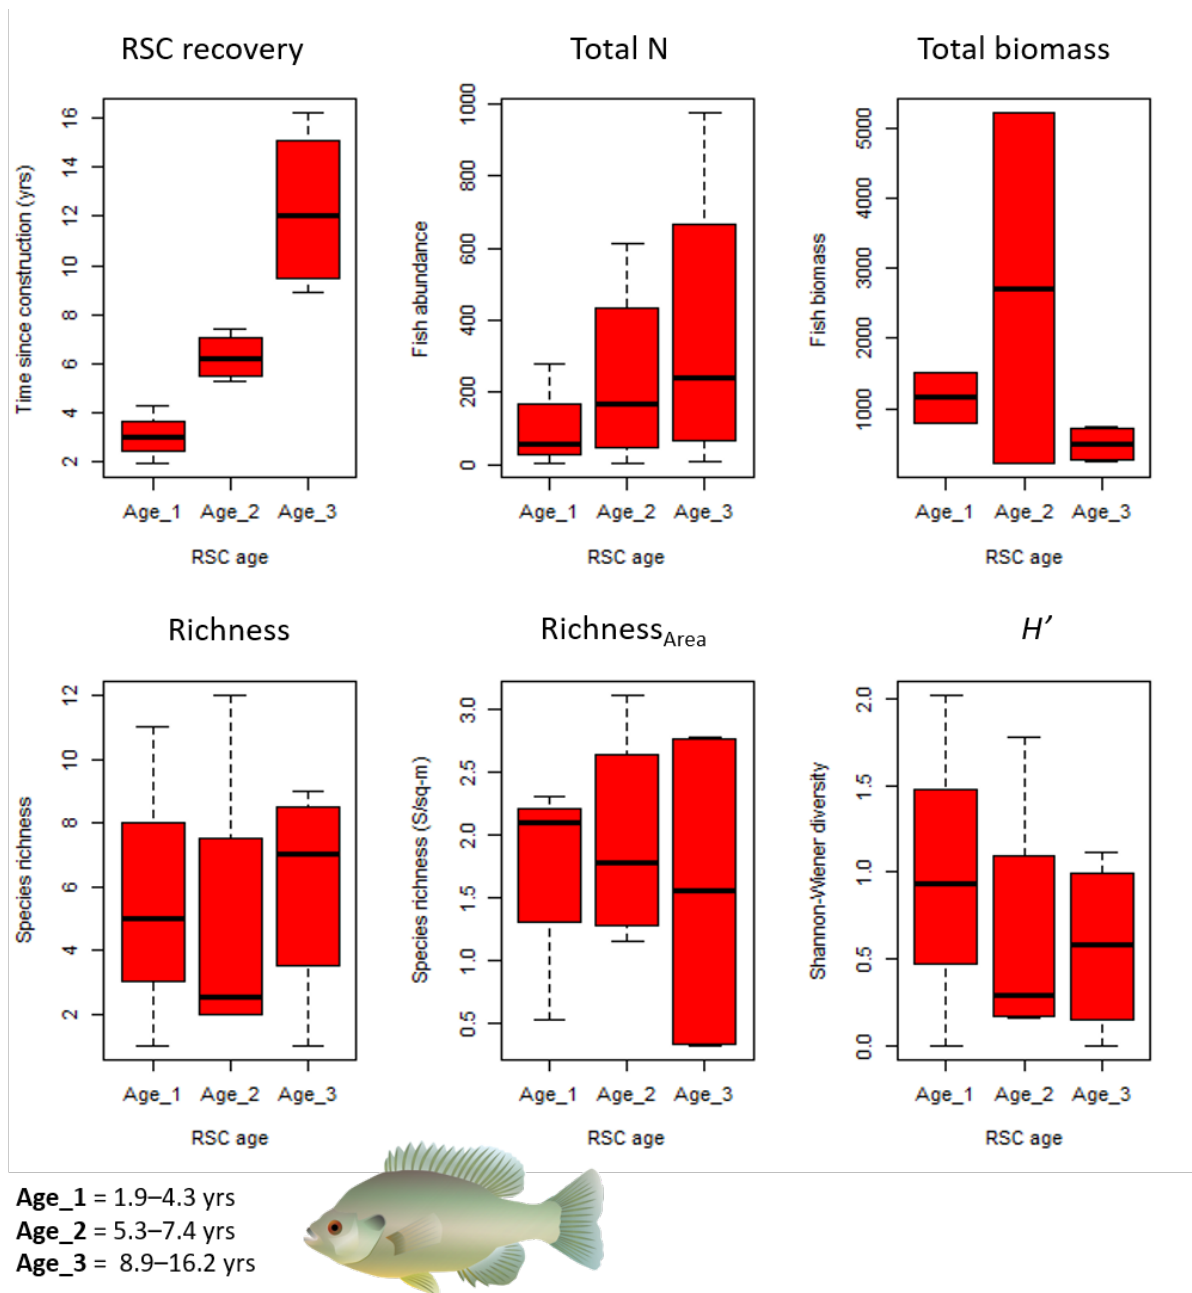 RSC recovery
Total N
Total biomass
Time since construction (yrs)
16
14
12
10
8
6
4
2
Age_1 Age_2 Age_3
RSC age
Fish abundance
1000
800
600
400
200
0
Age_1 Age_2 Age_3
RSC age
Fish biomass
5000
4000
3000
2000
1000
Age_1 Age_2 Age_3
RSC age
Richness
RichnessArea
H’
Species richness
12
10
8
6
4
2
Age_1 Age_2 Age_3
RSC age
Species richness (S/sq-m)
3.0
2.5
2.0
1.5
1.0
0.5
Age_1 Age_2 Age_3
RSC age
Shannon-Wiener diversity
2.0
1.5
1.0
0.5
0.0
Age_1 Age_2 Age_3
RSC age
Age_1 = 1.9–4.3 yrs
Age_2 = 5.3–7.4 yrs
Age_3 = 8.9–16.2 yrs